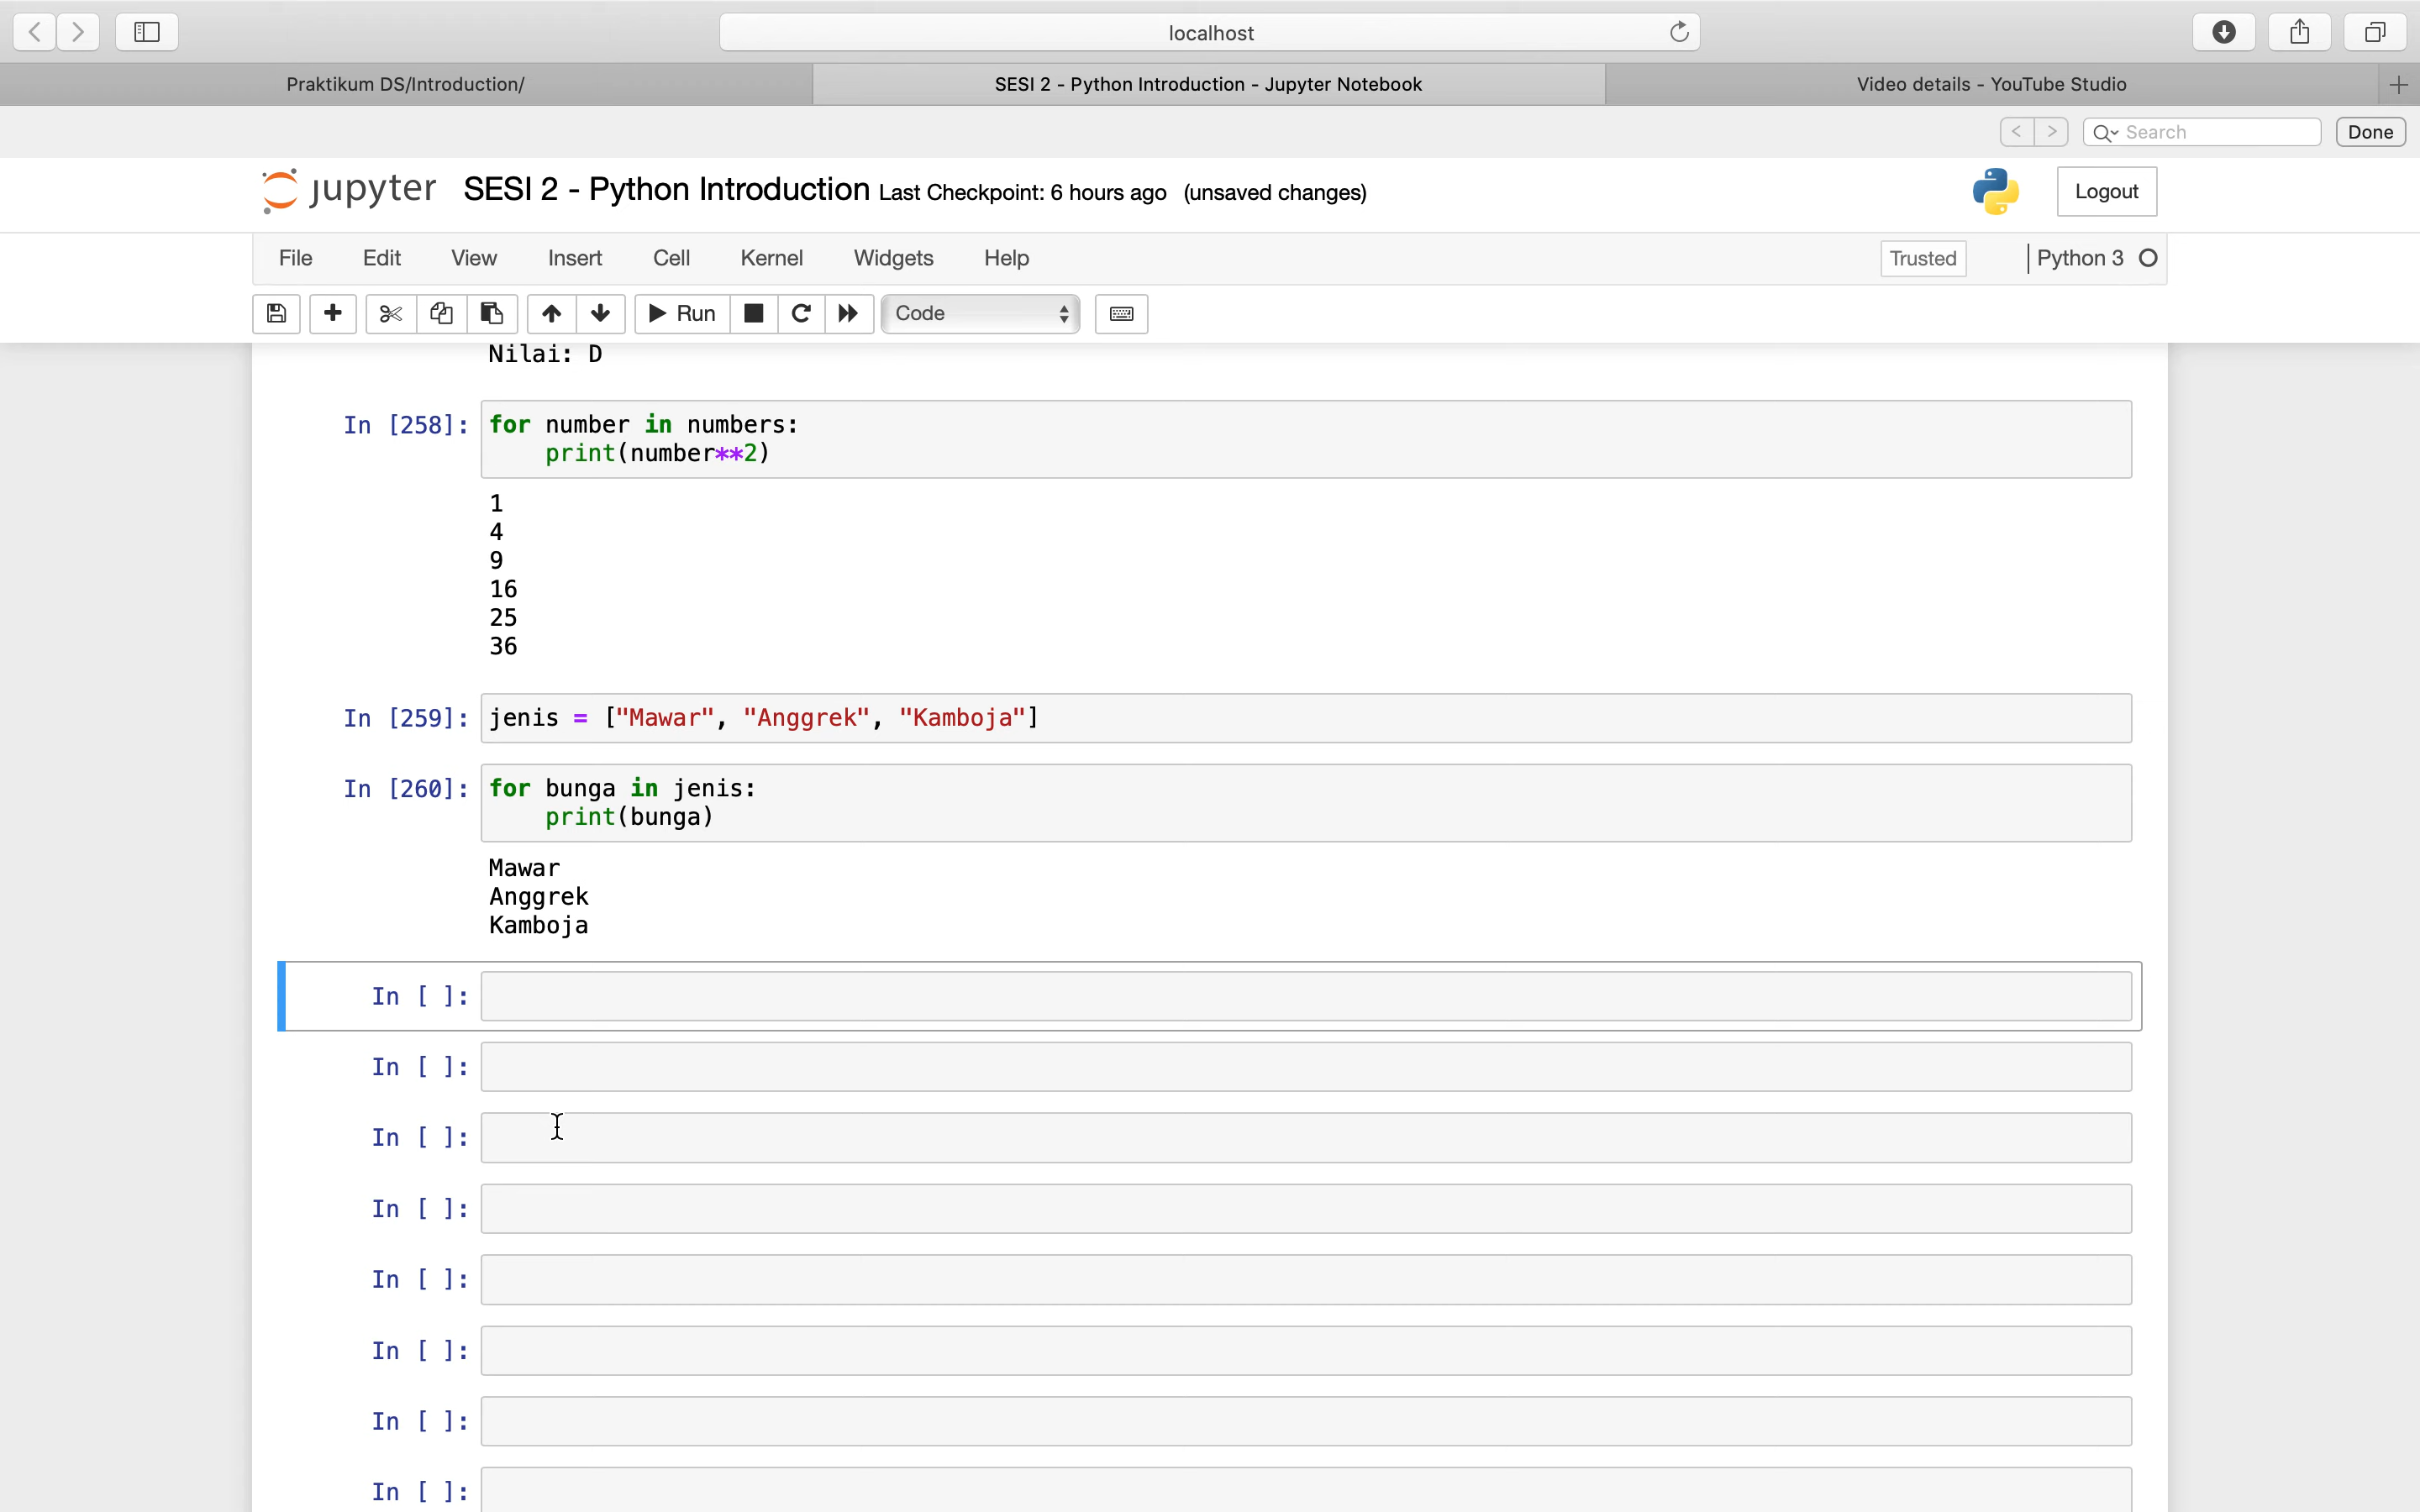 localhost
Praktikum DS/Introduction/
SESI 2 - Python Introduction - Jupyter Notebook
Video details - YouTube Studio
Search
Done
jupyter SESI 2 - Python Introduction Last Checkpoint: 6 hours ago (unsaved changes)
Logout
File Edit View Insert Cell Kernel Widgets Help
Trusted
Python 3
Run
Code
Nilai: D
In [258]: for number in numbers:
print(number**2)
1
4
9
16
25
36
In [259]: jenis = ["Mawar", "Anggrek", "Kamboja"]
In [260]: for bunga in jenis:
print(bunga)
Mawar
Anggrek
Kamboja
In [ ]:
In [ ]:
In [ ]:
In [ ]:
In [ ]:
In [ ]:
In [ ]:
In [ ]: